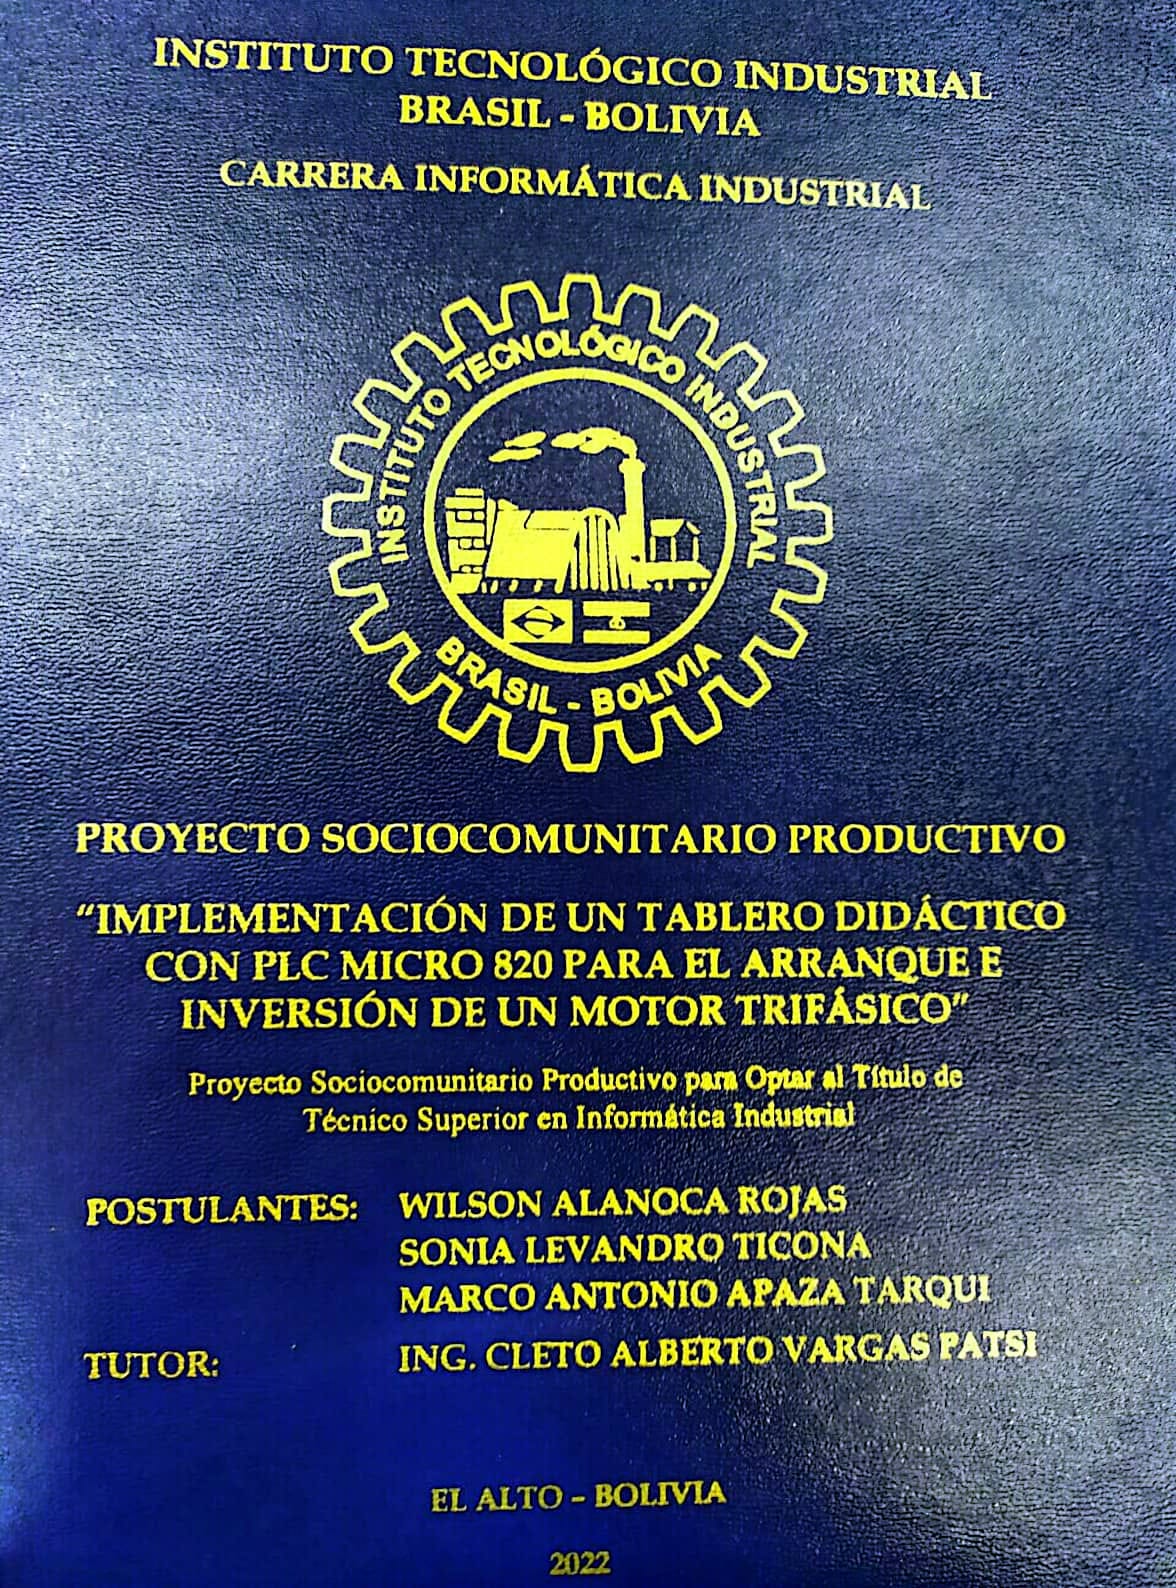 INSTITUTO TECNOLÓGICO INDUSTRIAL
BRASIL - BOLIVIA
CARRERA INFORMÁTICA INDUSTRIAL
INSTITUTO TECNOLÓGICO INDUSTRIAL
BRASIL - BOLIVIA
PROYECTO SOCIOCOMUNITARIO PRODUCTIVO
“IMPLEMENTACIÓN DE UN TABLERO DIDÁCTICO
CON PLC MICRO 820 PARA EL ARRANQUE E
INVERSIÓN DE UN MOTOR TRIFÁSICO”
Proyecto Sociocomunitario Productivo para Optar al Título de
Técnico Superior en Informática Industrial
POSTULANTES: WILSON ALANOCA ROJAS
SONIA LEVANDRO TICONA
MARCO ANTONIO APAZA TARQUI
TUTOR: ING. CLETO ALBERTO VARGAS PATSI
EL ALTO – BOLIVIA
2022